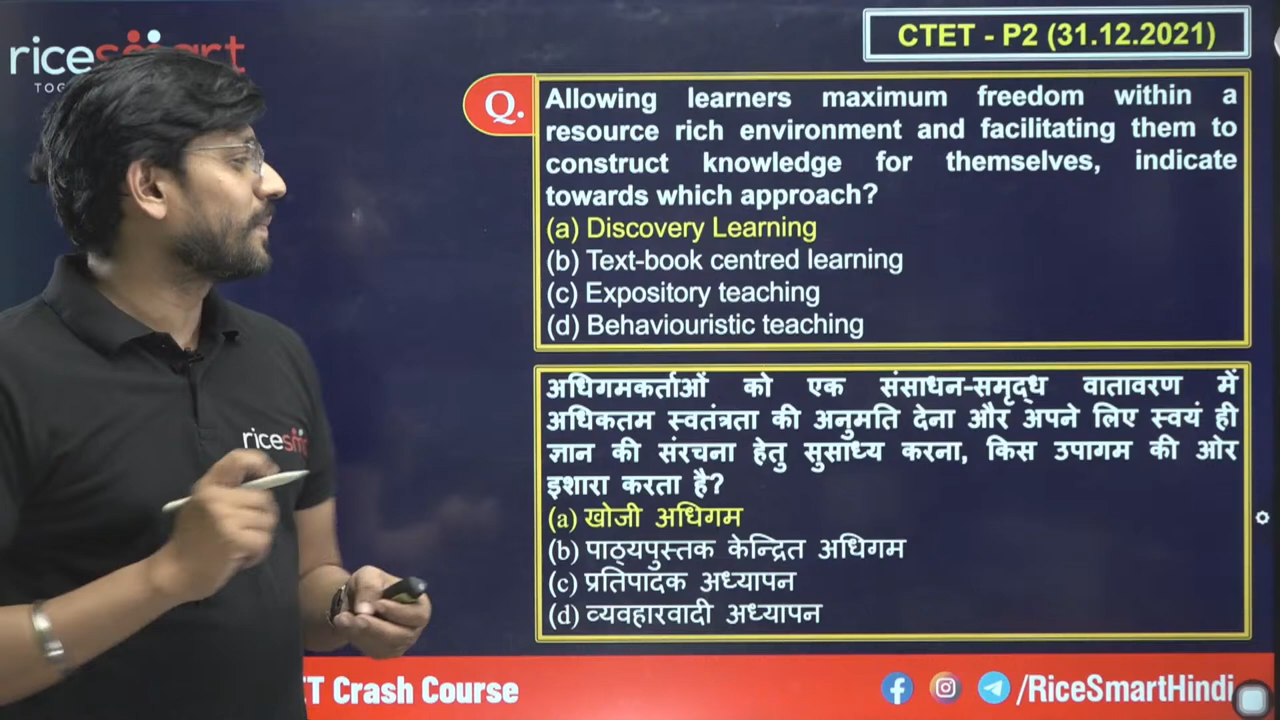 ricesmart
CTET - P2 (31.12.2021)
Q.
Allowing learners maximum freedom within a
resource rich environment and facilitating them to
construct knowledge for themselves, indicate
towards which approach?
(a) Discovery Learning
(b) Text-book centred learning
(c) Expository teaching
(d) Behaviouristic teaching
अधिगमकर्ताओं को एक संसाधन-समृद्ध वातावरण में
अधिकतम स्वतंत्रता की अनुमति देना और अपने लिए स्वयं ही
ज्ञान की संरचना हेतु सुसाध्य करना, किस उपागम की ओर
इशारा करता है?
(a) खोजी अधिगम
(b) पाठ्यपुस्तक केन्द्रित अधिगम
(c) प्रतिपादक अध्यापन
(d) व्यवहारवादी अध्यापन
ricesm
T Crash Course
/RiceSmartHindi